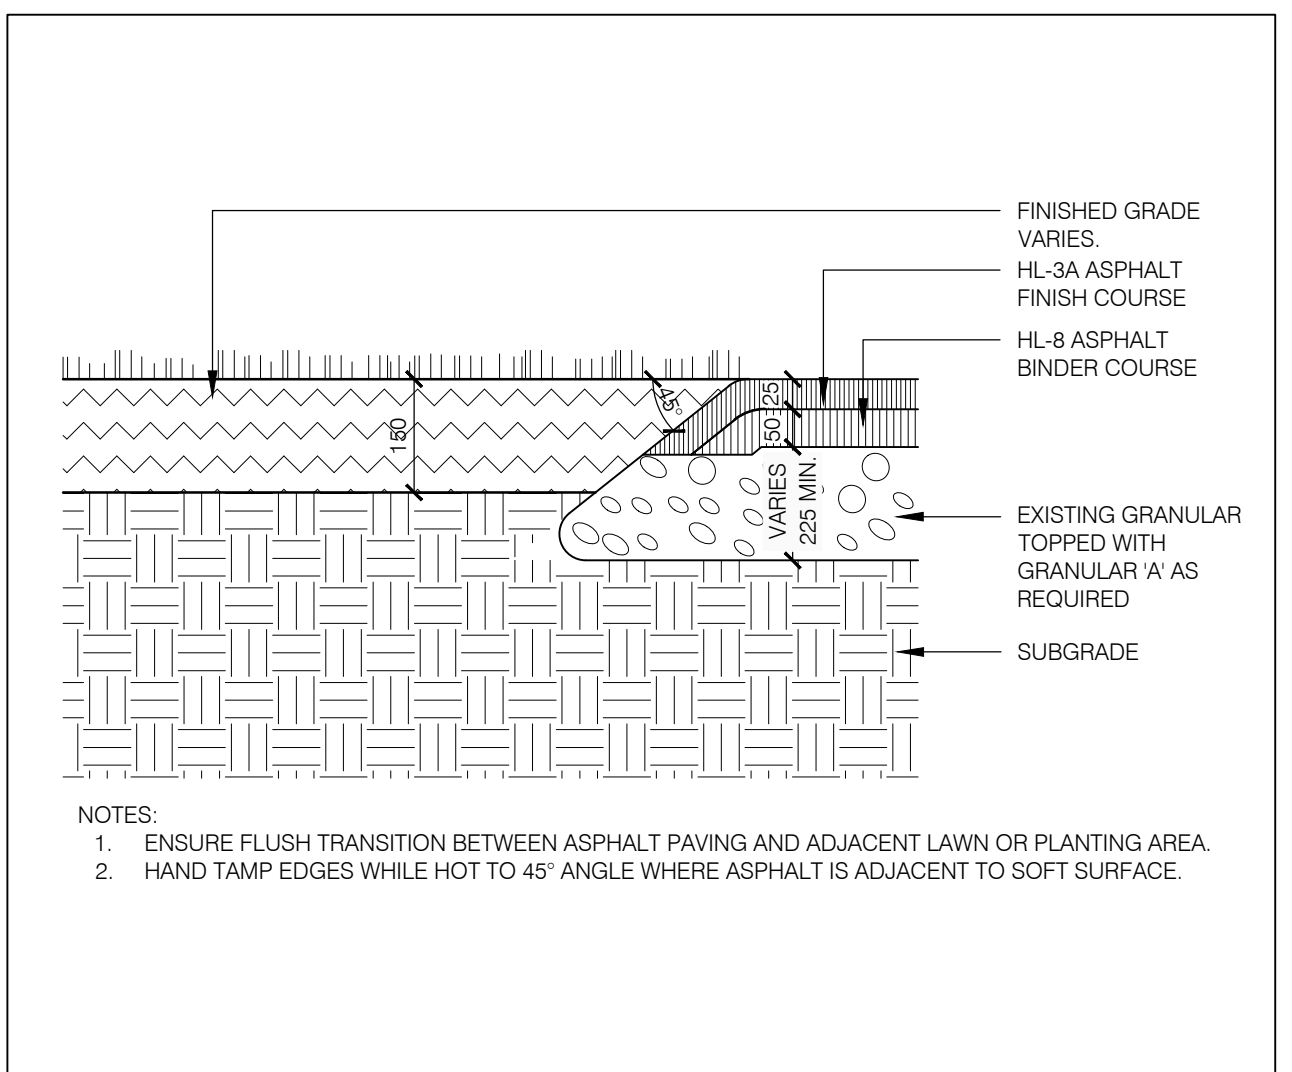 FINISHED GRADE
VARIES.
HL-3A ASPHALT
FINISH COURSE
HL-8 ASPHALT
BINDER COURSE
45°
25
150
50
VARIES
225 MIN.
EXISTING GRANULAR
TOPPED WITH
GRANULAR 'A' AS
REQUIRED
SUBGRADE
NOTES:
1. ENSURE FLUSH TRANSITION BETWEEN ASPHALT PAVING AND ADJACENT LAWN OR PLANTING AREA.
2. HAND TAMP EDGES WHILE HOT TO 45° ANGLE WHERE ASPHALT IS ADJACENT TO SOFT SURFACE.